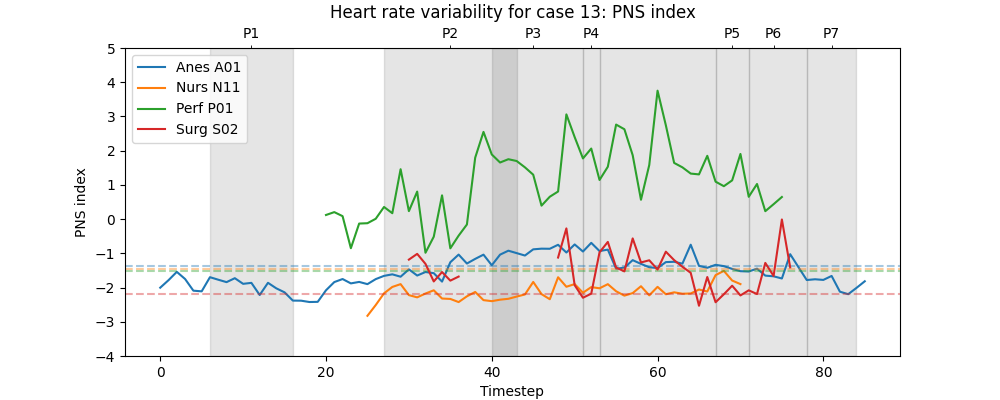 Heart rate variability for case 13: PNS index
P1 P2 P3 P4 P5 P6 P7
Anes A01
Nurs N11
Perf P01
Surg S02
5
4
3
2
1
0
−1
−2
−3
−4
PNS index
0 20 40 60 80
Timestep